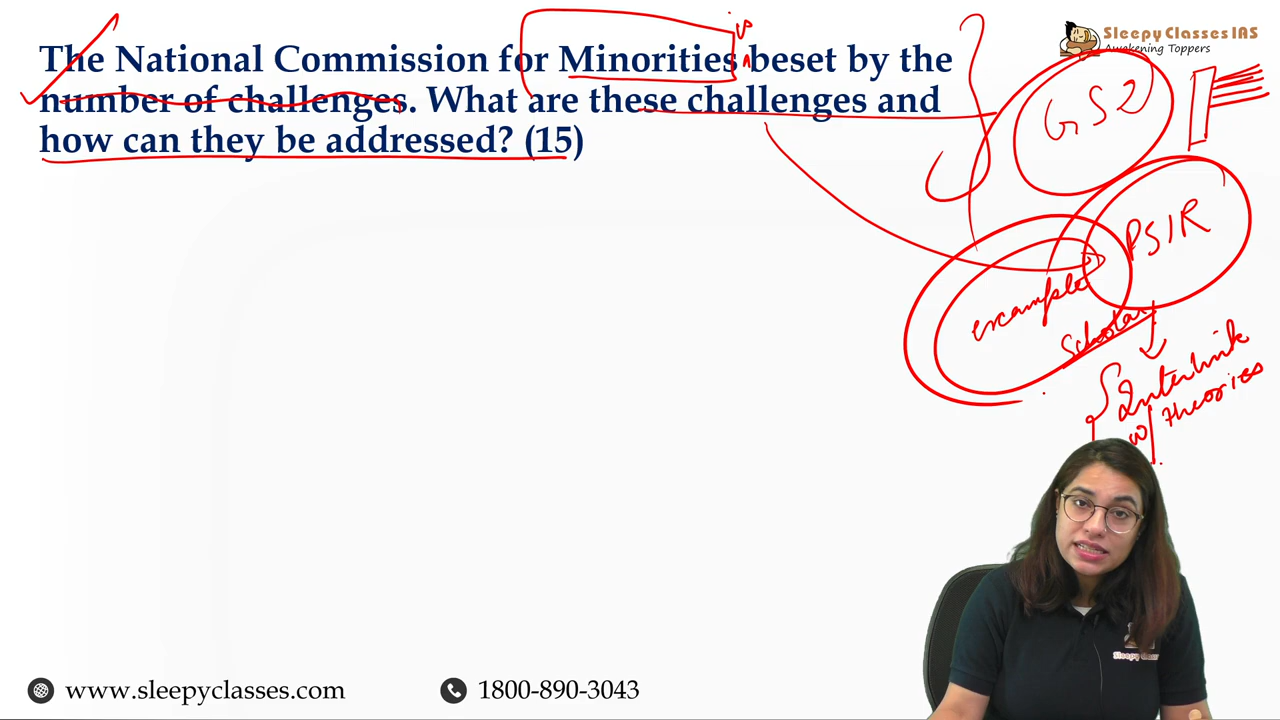 The National Commission for Minorities beset by the
is
number of challenges. What are these challenges and
how can they be addressed? (15)
Sleepy Classes IAS
Awakening Toppers
GS2
PSIR
example
Scholar
Interlink
w/ theories
Sleepy
www.sleepyclasses.com
1800-890-3043